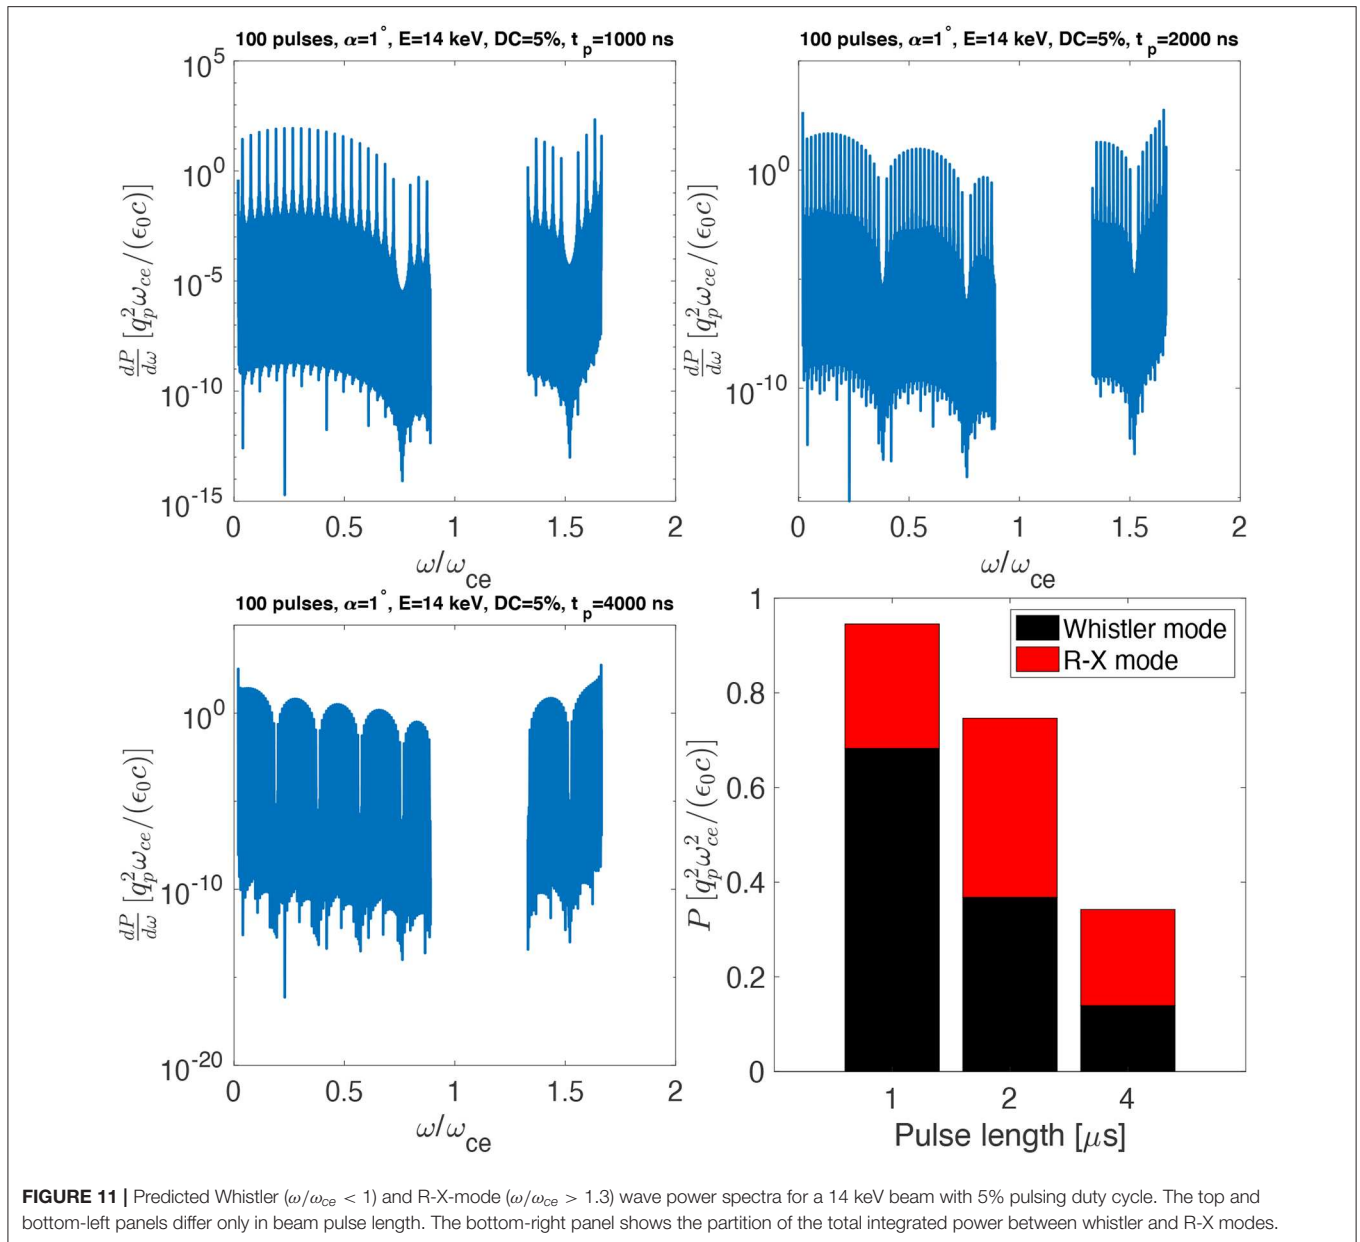 100 pulses, α=1°, E=14 keV, DC=5%, t_p=1000 ns
10^5
10^0
10^-5
10^-10
10^-15
dP/dω [q_p^2 ω_ce/(ϵ_0 c)]
0 0.5 1 1.5 2
ω/ω_ce
100 pulses, α=1°, E=14 keV, DC=5%, t_p=2000 ns
10^0
10^-10
dP/dω [q_p^2 ω_ce/(ϵ_0 c)]
0 0.5 1 1.5 2
ω/ω_ce
100 pulses, α=1°, E=14 keV, DC=5%, t_p=4000 ns
10^0
10^-10
10^-20
dP/dω [q_p^2 ω_ce/(ϵ_0 c)]
0 0.5 1 1.5 2
ω/ω_ce
Whistler mode
R-X mode
1
0.8
0.6
0.4
0.2
0
P [q_p^2 ω_ce^2/(ϵ_0 c)]
1 2 4
Pulse length [μs]
FIGURE 11 | Predicted Whistler (ω/ω_ce < 1) and R-X-mode (ω/ω_ce > 1.3) wave power spectra for a 14 keV beam with 5% pulsing duty cycle. The top and
bottom-left panels differ only in beam pulse length. The bottom-right panel shows the partition of the total integrated power between whistler and R-X modes.